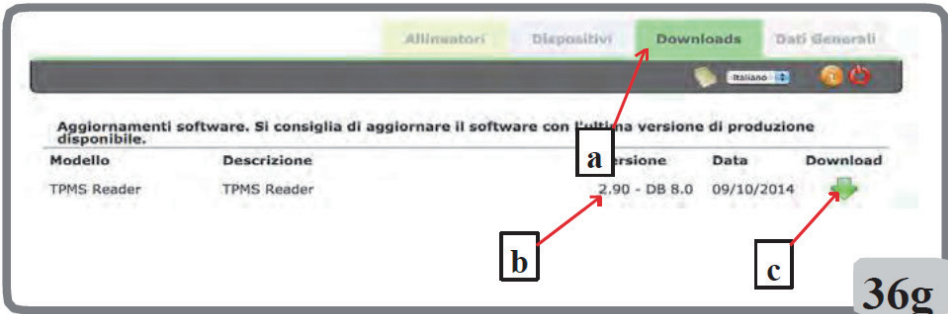 Allineatori Dispositivi Downloads Dati Generali
Italiano
Aggiornamenti software. Si consiglia di aggiornare il software con l'ultima versione di produzione
disponibile.
Modello Descrizione ersione Data Download
TPMS Reader TPMS Reader 2.90 - DB 8.0 09/10/2014
a
b
c
36g